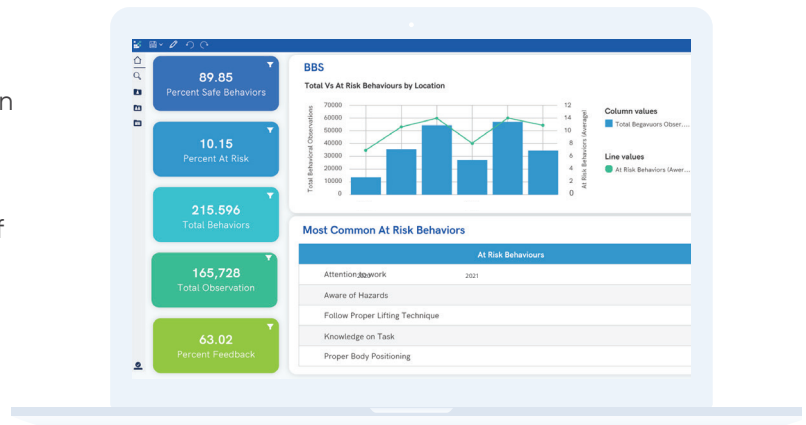 n
f
89.85
Percent Safe Behaviors
10.15
Percent At Risk
215.596
Total Behaviors
165,728
Total Observation
63.02
Percent Feedback
BBS
Total Vs At Risk Behaviours by Location
Total Behavioral Observations
70000
60000
50000
40000
30000
20000
10000
0
12
14
10
8
6
4
2
0
At Risk Behaviors (Average)
Column values
Total Begavuors Obser....
Line values
At Risk Behaviors (Awer...
Most Common At Risk Behaviors
At Risk Behaviours
Attention to work
2020
2021
Aware of Hazards
Follow Proper Lifting Technique
Knowledge on Task
Proper Body Positioning